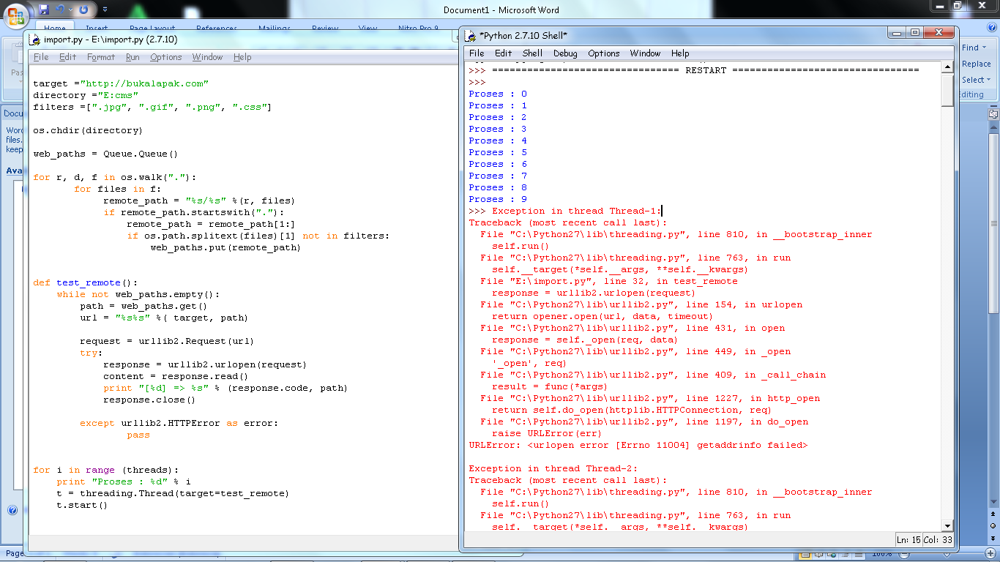 Document1 - Microsoft Word
Home Insert Page Layout References Mailings Review View Nitro Pro 9
import.py - E:\import.py (2.7.10)
File Edit Format Run Options Window Help
target ="http://bukalapak.com"
directory ="E:cms"
filters =[".jpg", ".gif", ".png", ".css"]
os.chdir(directory)
web_paths = Queue.Queue()
for r, d, f in os.walk("."):
for files in f:
remote_path = "%s/%s" %(r, files)
if remote_path.startswith("."):
remote_path = remote_path[1:]
if os.path.splitext(files)[1] not in filters:
web_paths.put(remote_path)
def test_remote():
while not web_paths.empty():
path = web_paths.get()
url = "%s%s" %( target, path)
request = urllib2.Request(url)
try:
response = urllib2.urlopen(request)
content = response.read()
print "[%d] => %s" % (response.code, path)
response.close()
except urllib2.HTTPError as error:
pass
for i in range (threads):
print "Proses : %d" % i
t = threading.Thread(target=test_remote)
t.start()
*Python 2.7.10 Shell*
File Edit Shell Debug Options Window Help
>>> ================================ RESTART ================================
>>>
Proses : 0
Proses : 1
Proses : 2
Proses : 3
Proses : 4
Proses : 5
Proses : 6
Proses : 7
Proses : 8
Proses : 9
>>> Exception in thread Thread-1:
Traceback (most recent call last):
File "C:\Python27\lib\threading.py", line 810, in __bootstrap_inner
self.run()
File "C:\Python27\lib\threading.py", line 763, in run
self.__target(*self.__args, **self.__kwargs)
File "E:\import.py", line 32, in test_remote
response = urllib2.urlopen(request)
File "C:\Python27\lib\urllib2.py", line 154, in urlopen
return opener.open(url, data, timeout)
File "C:\Python27\lib\urllib2.py", line 431, in open
response = self._open(req, data)
File "C:\Python27\lib\urllib2.py", line 449, in _open
'_open', req)
File "C:\Python27\lib\urllib2.py", line 409, in _call_chain
result = func(*args)
File "C:\Python27\lib\urllib2.py", line 1227, in http_open
return self.do_open(httplib.HTTPConnection, req)
File "C:\Python27\lib\urllib2.py", line 1197, in do_open
raise URLError(err)
URLError: <urlopen error [Errno 11004] getaddrinfo failed>
Exception in thread Thread-2:
Traceback (most recent call last):
File "C:\Python27\lib\threading.py", line 810, in __bootstrap_inner
self.run()
File "C:\Python27\lib\threading.py", line 763, in run
self.__target(*self.__args, **self.__kwargs)
Ln: 15 Col: 33
Find
Replace
Select
Editing
Pas
Docu
Word
files.
keep
Ava
Page
100%